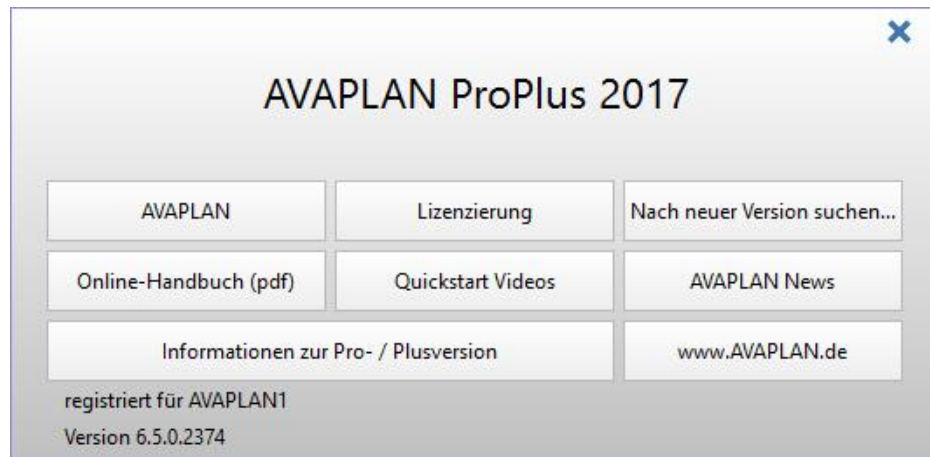 AVAPLAN ProPlus 2017
AVAPLAN
Lizenzierung
Nach neuer Version suchen...
Online-Handbuch (pdf)
Quickstart Videos
AVAPLAN News
Informationen zur Pro- / Plusversion
www.AVAPLAN.de
registriert für AVAPLAN1
Version 6.5.0.2374